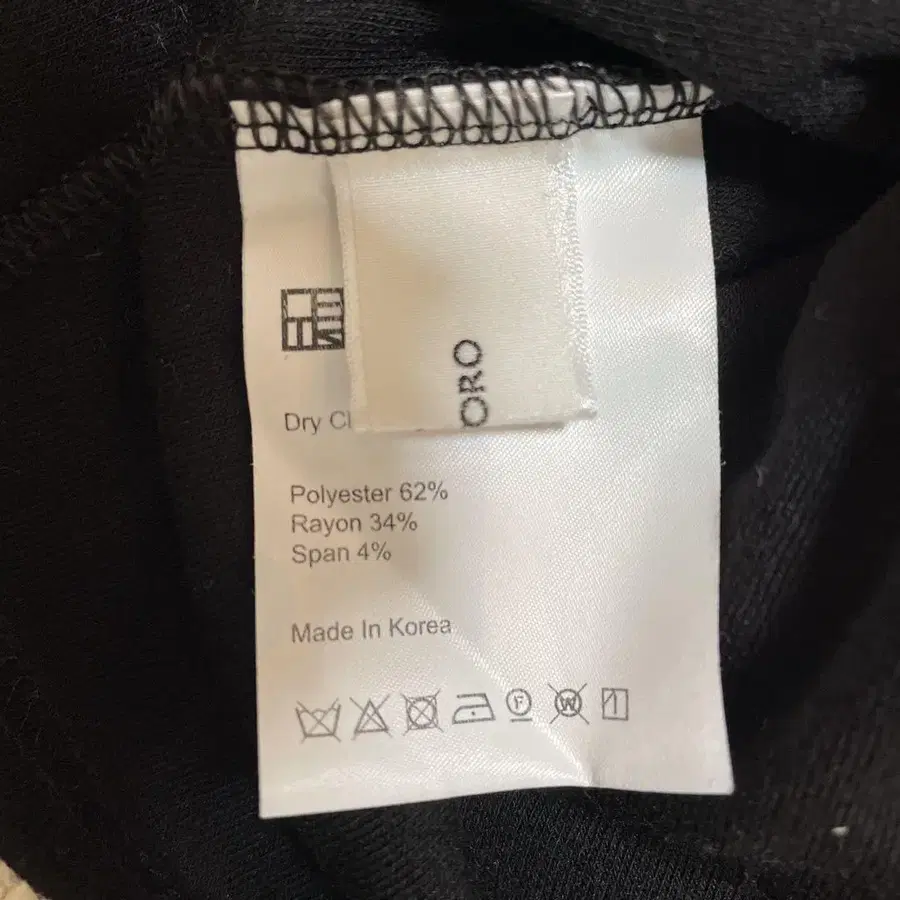 ORO
Dry Cl
Polyester 62%
Rayon 34%
Span 4%
Made In Korea
F
W